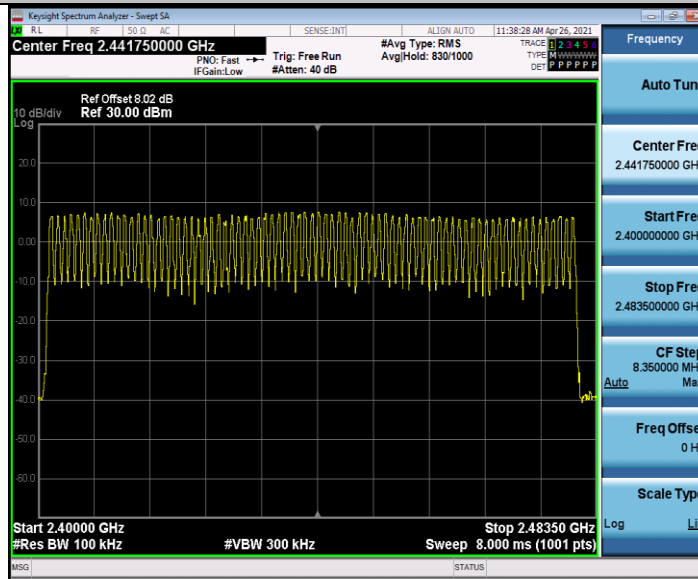 Keysight Spectrum Analyzer - Swept SA
RL RF 50 Ω AC SENSE:INT ALIGN AUTO 11:38:28 AM Apr 26, 2021
Center Freq 2.441750000 GHz
PNO: Fast
IFGain:Low
Trig: Free Run
#Atten: 40 dB
#Avg Type: RMS
Avg|Hold: 830/1000
TRACE 1 2 3 4 5 6
TYPE M WWWWW
DET P P P P P P
Frequency
Auto Tun
Center Fre
2.441750000 GH
Start Fre
2.400000000 GH
Stop Fre
2.483500000 GH
CF Step
8.350000 MH
Auto Ma
Freq Offse
0 H
Scale Type
Log Li
Ref Offset 8.02 dB
10 dB/div Ref 30.00 dBm
Log
20.0
10.0
0.00
-10.0
-20.0
-30.0
-40.0
-50.0
-60.0
Start 2.40000 GHz Stop 2.48350 GHz
#Res BW 100 kHz #VBW 300 kHz Sweep 8.000 ms (1001 pts)
MSG STATUS